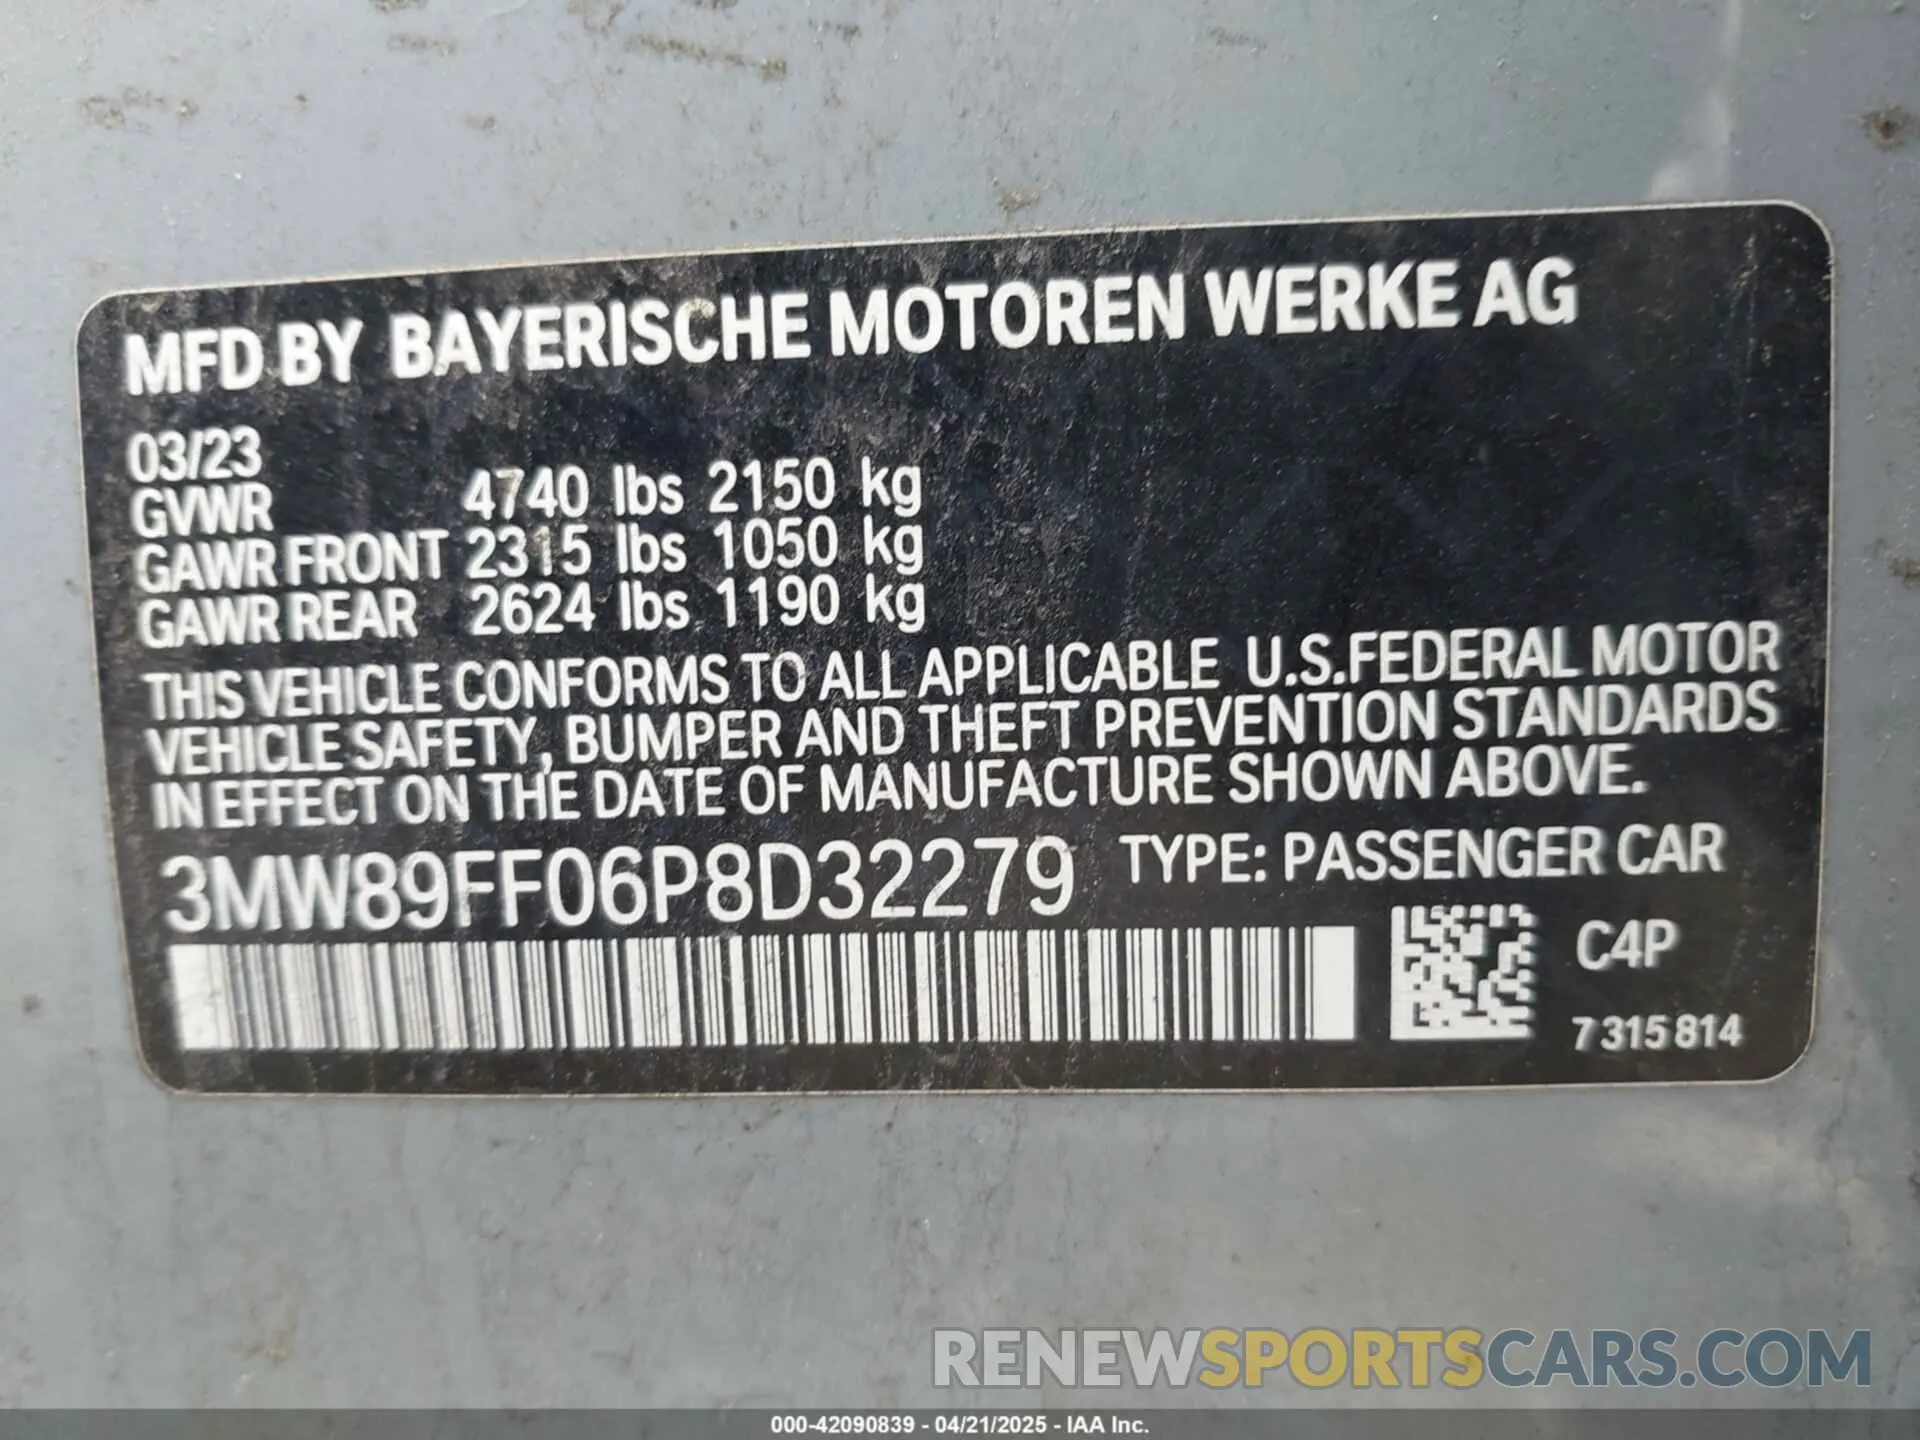 MFD BY BAYERISCHE MOTOREN WERKE AG
03/23
GVWR 4740 lbs 2150 kg
GAWR FRONT 2315 lbs 1050 kg
GAWR REAR 2624 lbs 1190 kg
THIS VEHICLE CONFORMS TO ALL APPLICABLE U.S.FEDERAL MOTOR
VEHICLE SAFETY, BUMPER AND THEFT PREVENTION STANDARDS
IN EFFECT ON THE DATE OF MANUFACTURE SHOWN ABOVE.
3MW89FF06P8D32279 TYPE: PASSENGER CAR
C4P
7 315 814
RENEWSPORTSCARS.COM
000-42090839 - 04/21/2025 - IAA Inc.